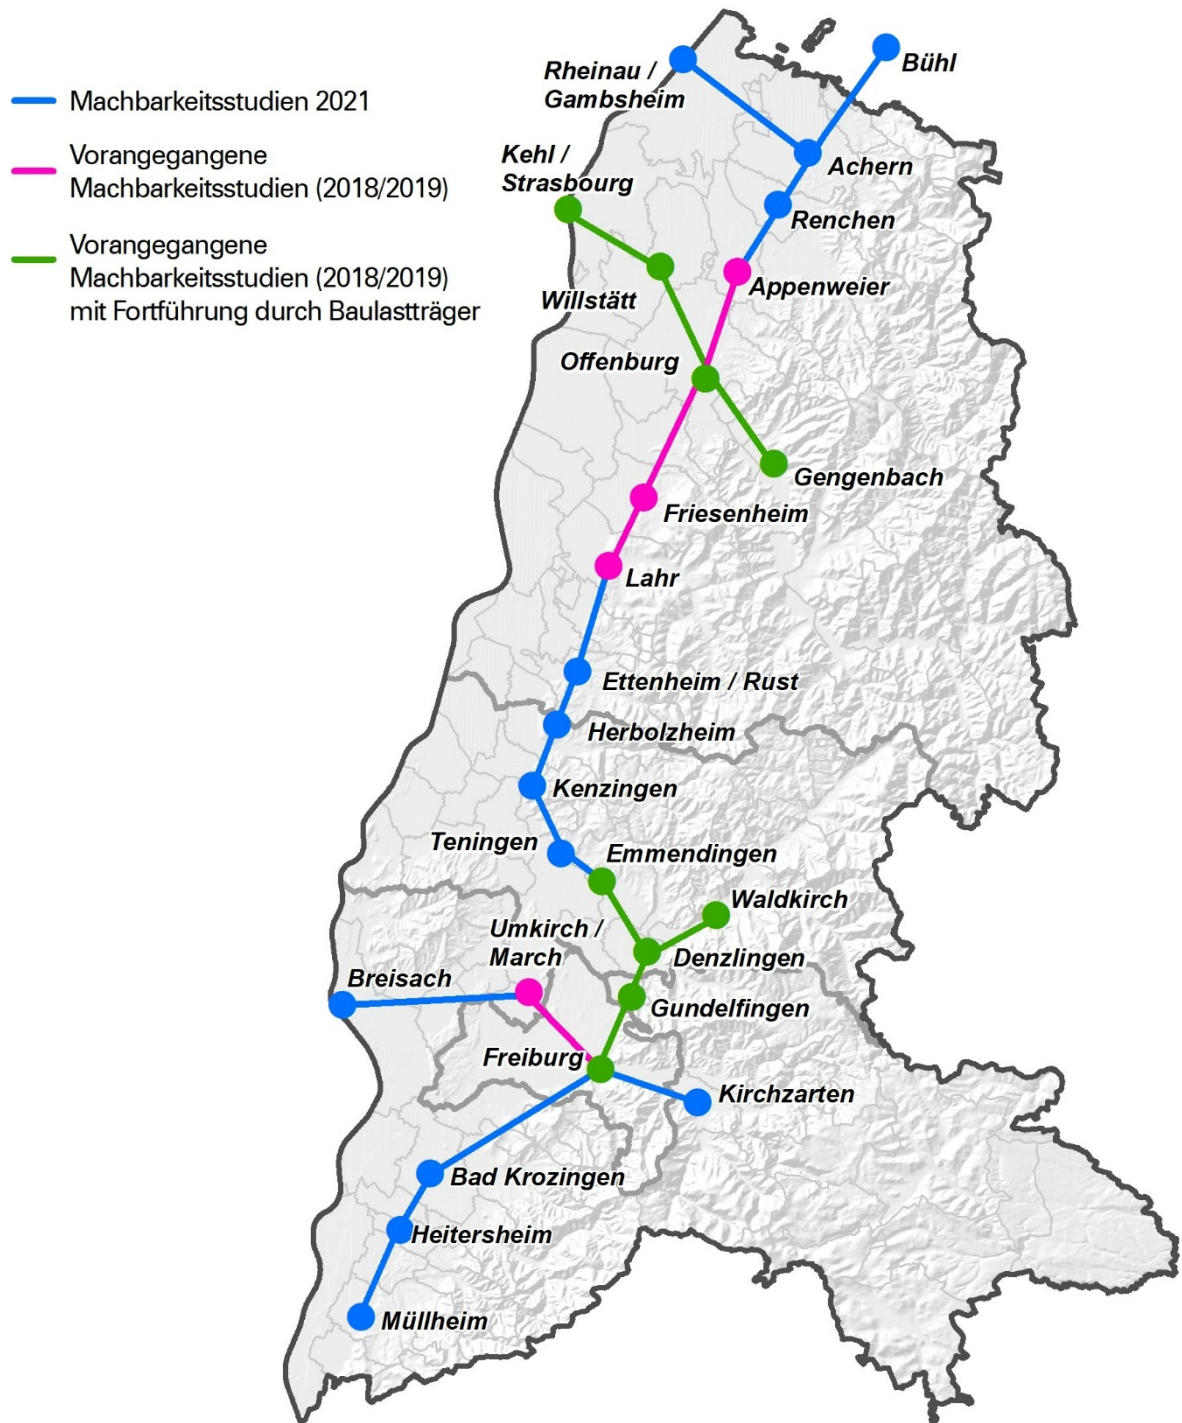 Machbarkeitsstudien 2021
Vorangegangene
Machbarkeitsstudien (2018/2019)
Vorangegangene
Machbarkeitsstudien (2018/2019)
mit Fortführung durch Baulastträger
Bühl
Rheinau /
Gambsheim
Achern
Kehl /
Strasbourg
Renchen
Appenweier
Willstätt
Offenburg
Gengenbach
Friesenheim
Lahr
Ettenheim / Rust
Herbolzheim
Kenzingen
Teningen
Emmendingen
Waldkirch
Umkirch /
March
Denzlingen
Breisach
Gundelfingen
Freiburg
Kirchzarten
Bad Krozingen
Heitersheim
Müllheim